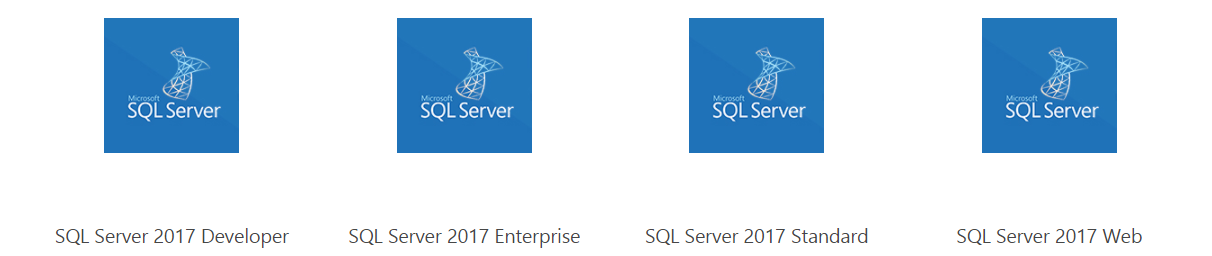 Microsoft
SQL Server
Microsoft
SQL Server
Microsoft
SQL Server
Microsoft
SQL Server
SQL Server 2017 Developer
SQL Server 2017 Enterprise
SQL Server 2017 Standard
SQL Server 2017 Web